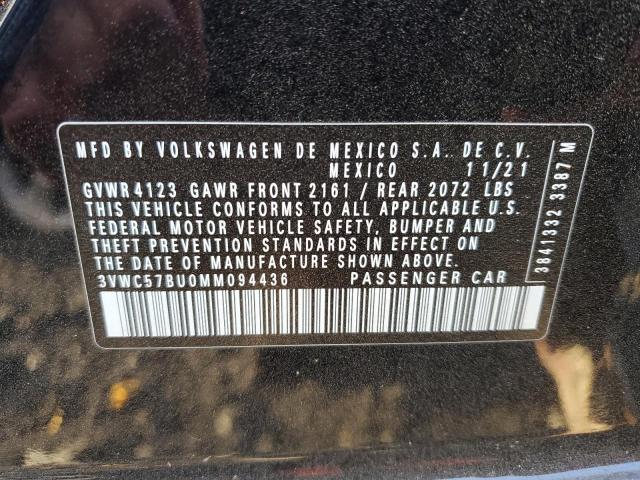 MFD BY VOLKSWAGEN DE MEXICO S.A. DE C.V.
MEXICO 11/21
GVWR4123 GAWR FRONT 2161 / REAR 2072 LBS
THIS VEHICLE CONFORMS TO ALL APPLICABLE U.S.
FEDERAL MOTOR VEHICLE SAFETY, BUMPER AND
THEFT PREVENTION STANDARDS IN EFFECT ON
THE DATE OF MANUFACTURE SHOWN ABOVE.
3VWC57BU0MM094436 PASSENGER CAR
3841332 3387 M